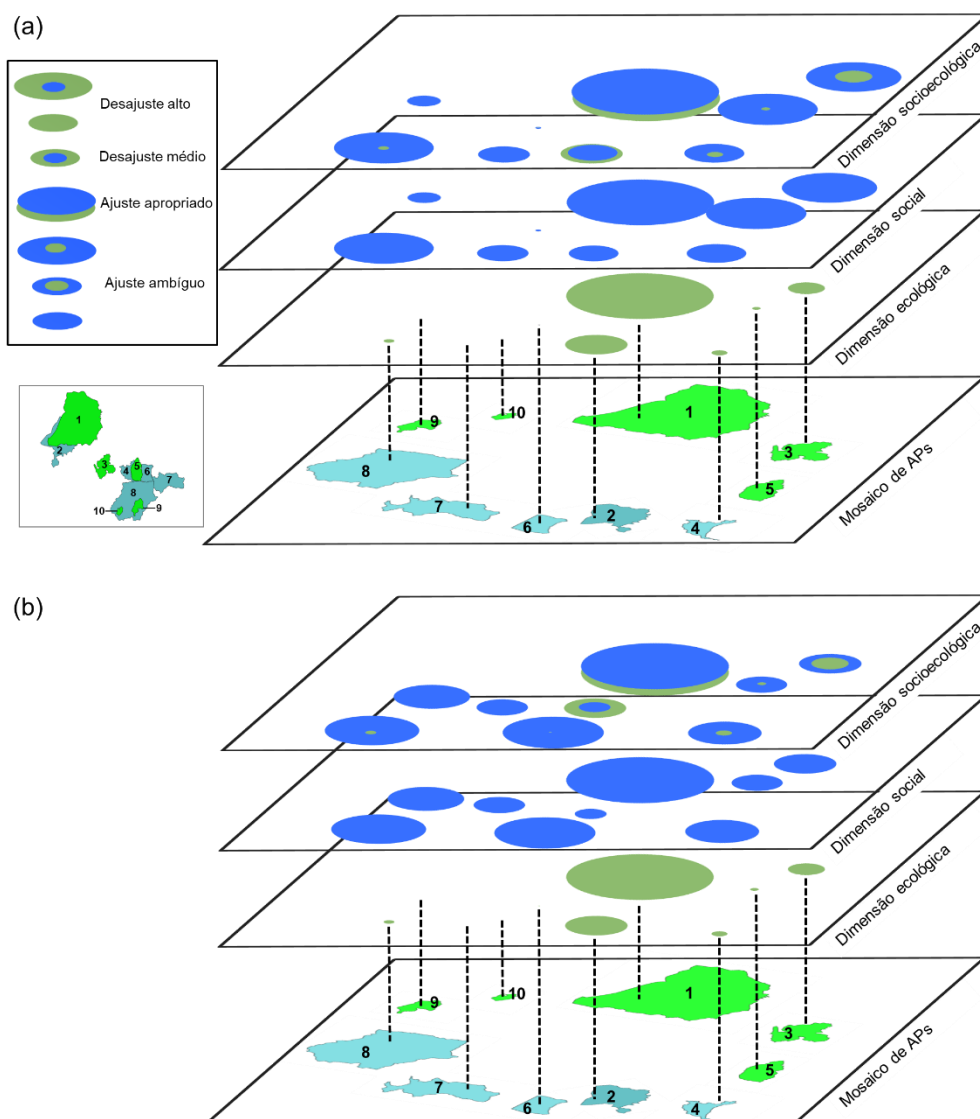 (a)
Desajuste alto
Desajuste médio
Ajuste apropriado
Ajuste ambíguo
Dimensão socioecológica
Dimensão social
Dimensão ecológica
Mosaico de APs
1
9
10
3
8
5
7
6
2
4
1
2
3
4
5
6
7
8
10
9
(b)
Dimensão socioecológica
Dimensão social
Dimensão ecológica
Mosaico de APs
1
9
10
3
8
5
7
6
2
4